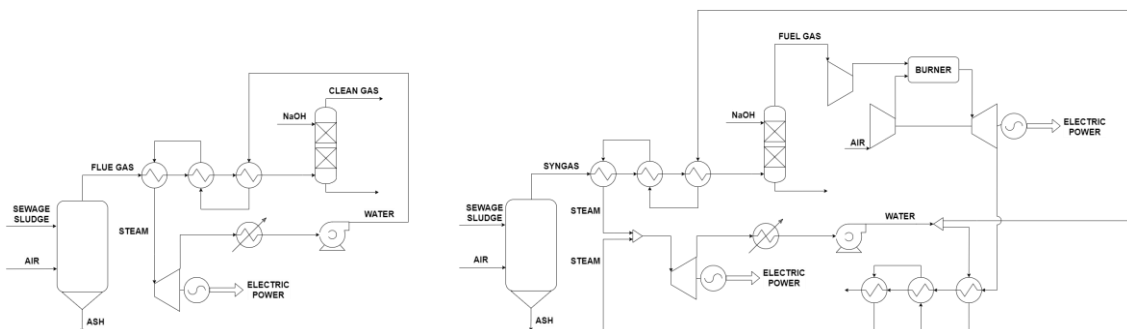 CLEAN GAS
NaOH
FLUE GAS
SEWAGE
SLUDGE
STEAM
WATER
AIR
ELECTRIC
POWER
ASH
FUEL GAS
BURNER
NaOH
ELECTRIC
POWER
AIR
SYNGAS
SEWAGE
SLUDGE
STEAM
WATER
AIR
STEAM
ELECTRIC
POWER
ASH